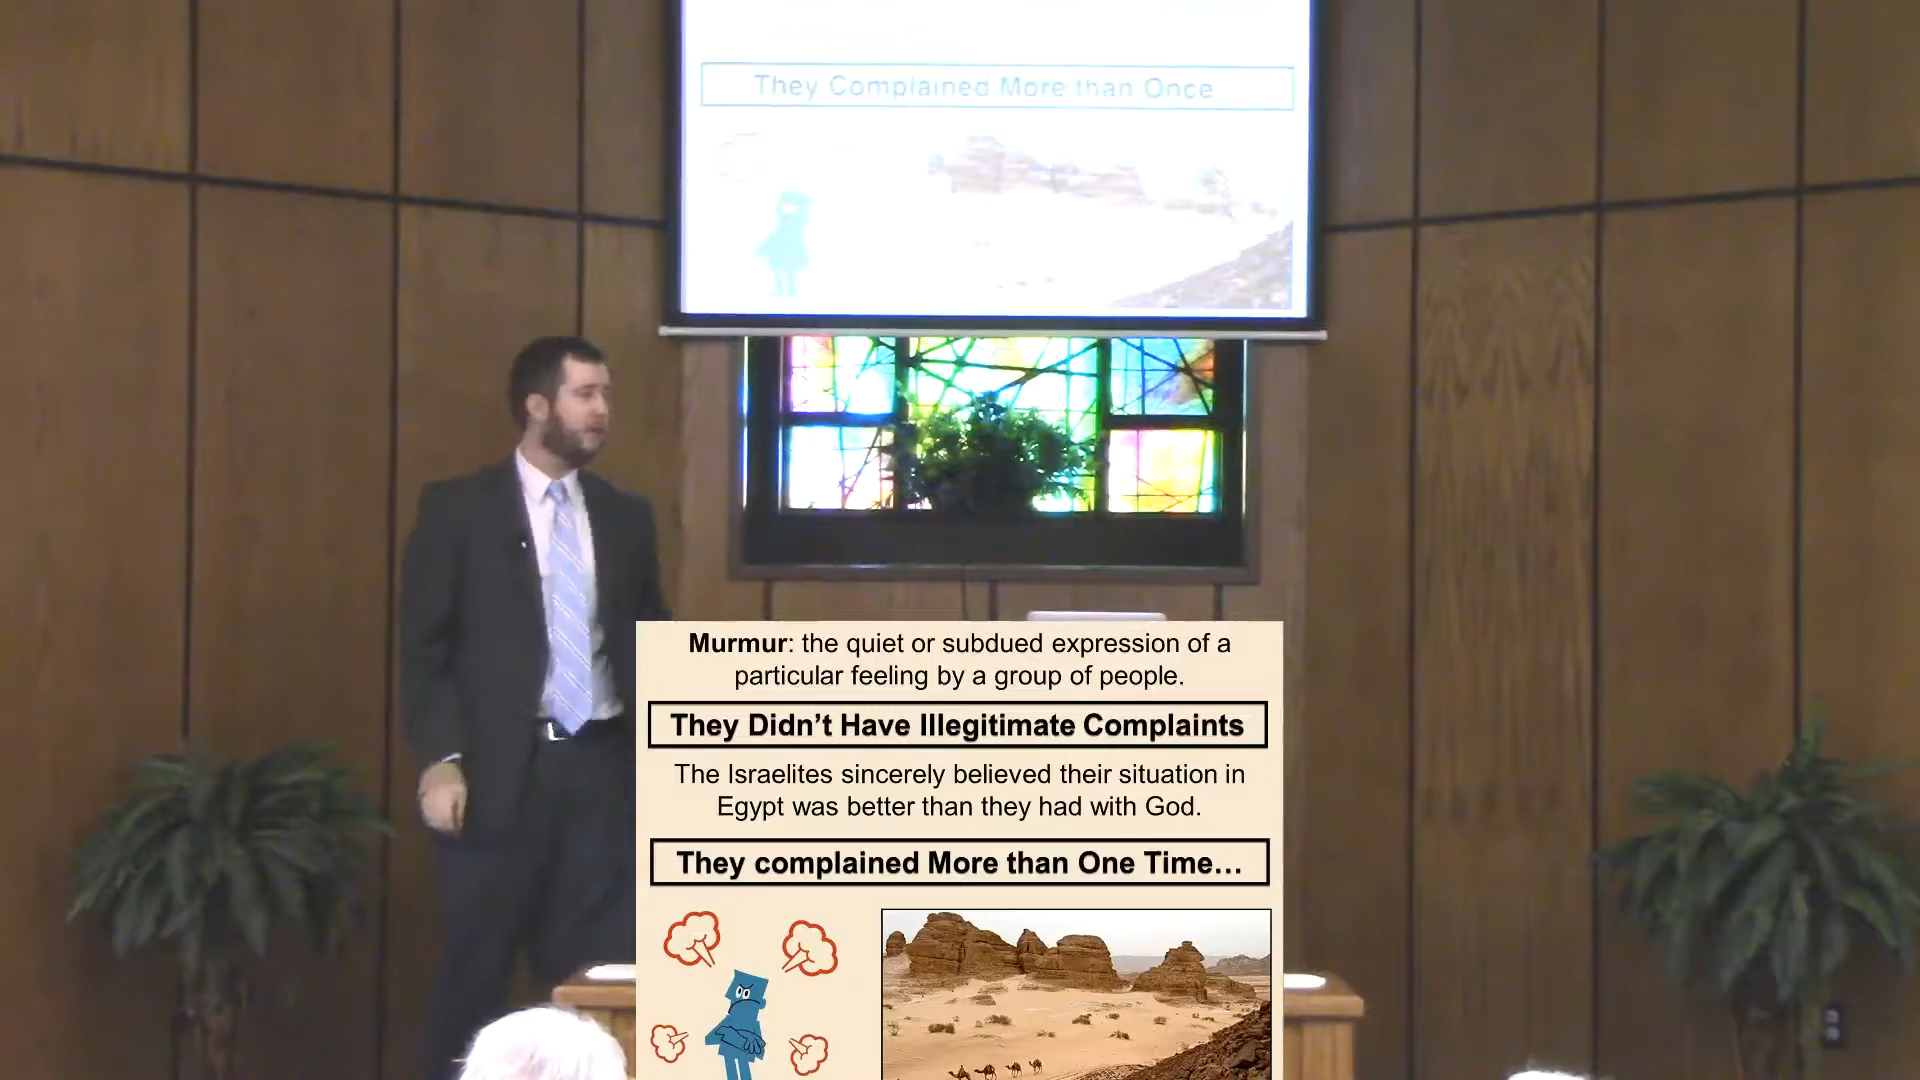 They Complained More than Once
Murmur: the quiet or subdued expression of a
particular feeling by a group of people.
They Didn’t Have Illegitimate Complaints
The Israelites sincerely believed their situation in
Egypt was better than they had with God.
They complained More than One Time…